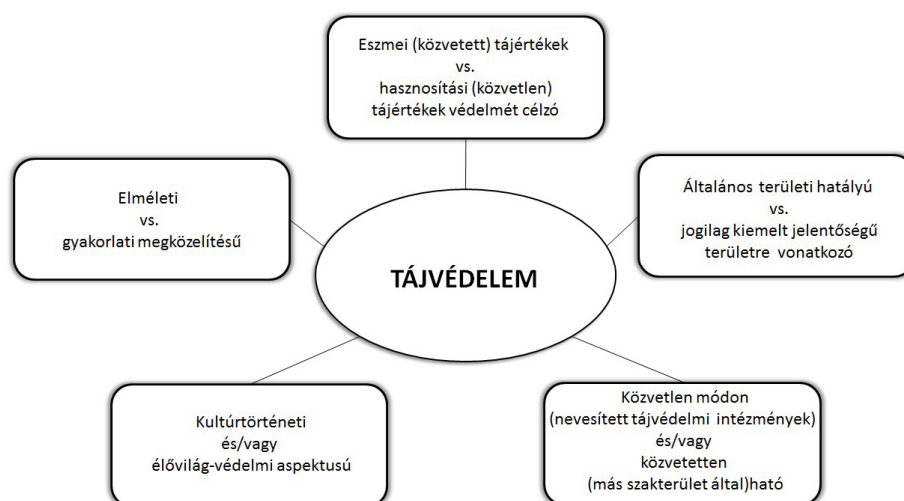 Eszmei (közvetett) tájértékek
vs.
hasznosítási (közvetlen)
tájértékek védelmét célzó
Elméleti
vs.
gyakorlati megközelítésű
Általános területi hatályú
vs.
jogilag kiemelt jelentőségű
területre vonatkozó
TÁJVÉDELEM
Kultúrtörténeti
és/vagy
élővilág-védelmi aspektusú
Közvetlen módon
(nevesített tájvédelmi intézmények)
és/vagy
közvetetten
(más szakterület által)ható